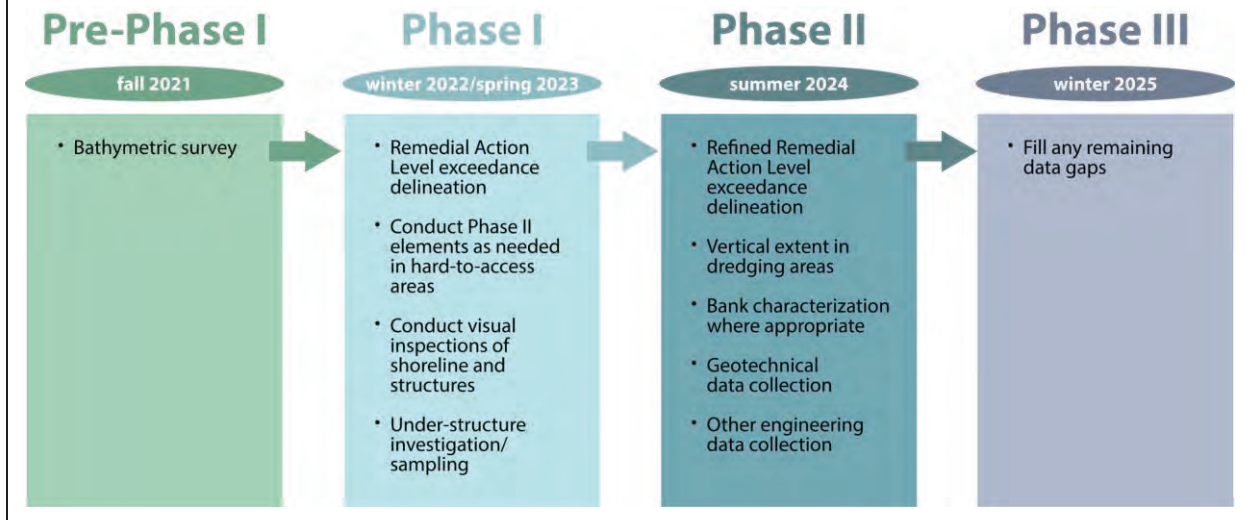 Pre-Phase I
fall 2021
• Bathymetric survey
Phase I
winter 2022/spring 2023
• Remedial Action
Level exceedance
delineation
• Conduct Phase II
elements as needed
in hard-to-access
areas
• Conduct visual
inspections of
shoreline and
structures
• Under-structure
investigation/
sampling
Phase II
summer 2024
• Refined Remedial
Action Level
exceedance
delineation
• Vertical extent in
dredging areas
• Bank characterization
where appropriate
• Geotechnical
data collection
• Other engineering
data collection
Phase III
winter 2025
• Fill any remaining
data gaps